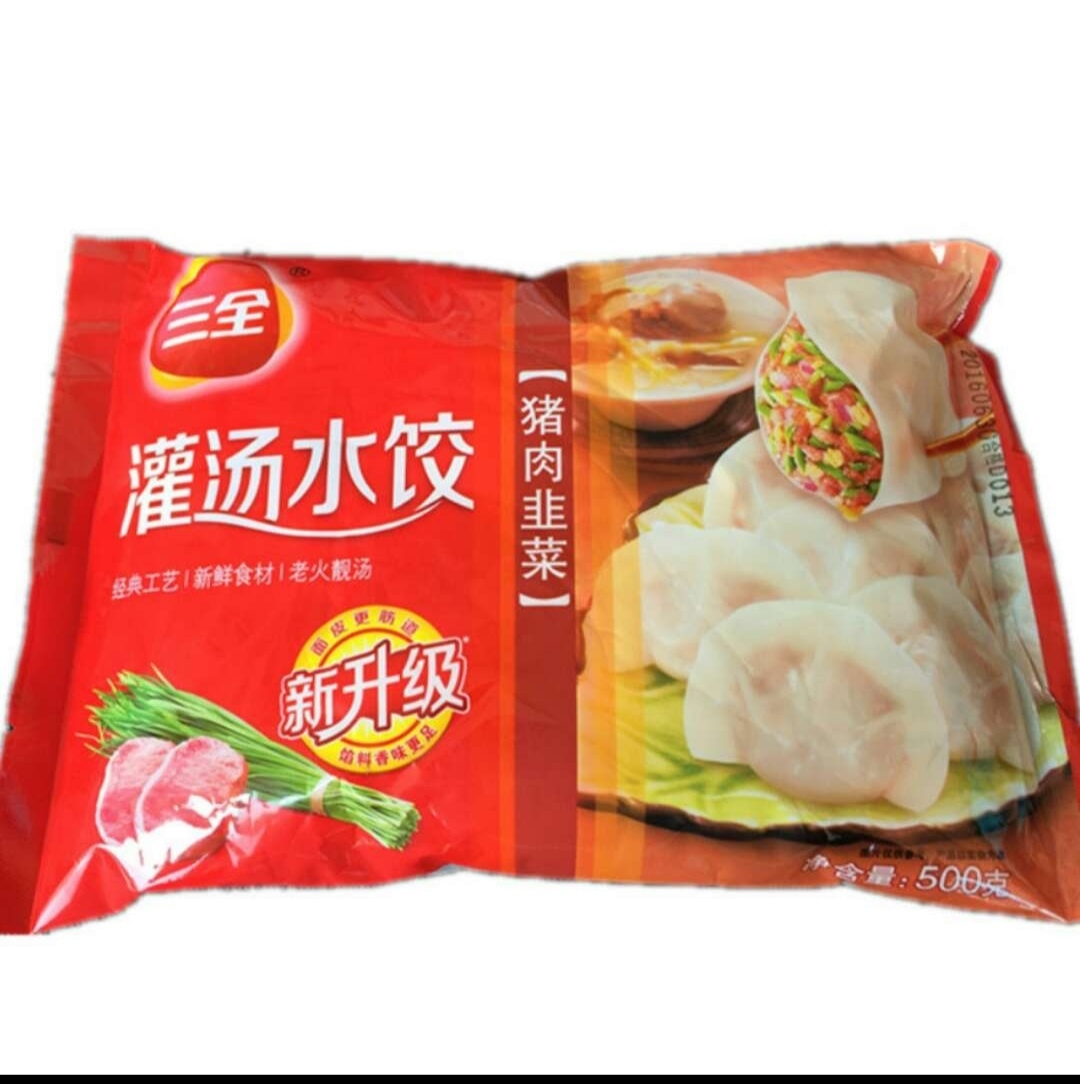 三全®
灌汤水饺
经典工艺 | 新鲜食材 | 老火靓汤
面皮更筋道
新升级
馅料香味更足
【猪肉韭菜】
净含量:500克